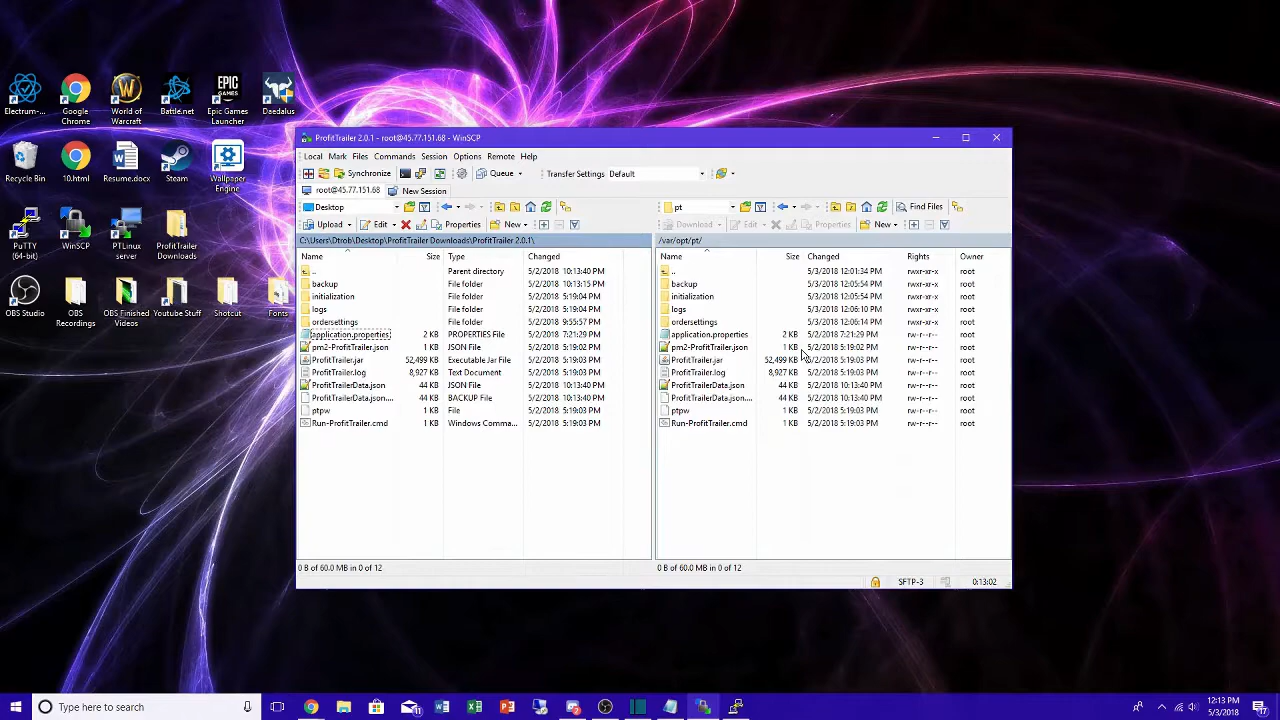 Electrum-...
Google Chrome
World of Warcraft
Battle.net
EPIC GAMES
Epic Games Launcher
Daedalus
Recycle Bin
10.html
Resume.docx
Steam
Wallpaper Engine
PuTTY (64-bit)
WinSCP
PTLinux server
ProfitTrailer Downloads
OBS Studio
OBS Recordings
OBS Finished Videos
Youtube Stuff
Shotcut
Fonts
ProfitTrailer 2.0.1 - root@45.77.151.68 - WinSCP
Local Mark Files Commands Session Options Remote Help
Synchronize Queue Transfer Settings Default
root@45.77.151.68 New Session
Desktop
pt Find Files
Upload Edit Properties New
Download Edit Properties New
C:\Users\Dtrob\Desktop\ProfitTrailer Downloads\ProfitTrailer 2.0.1\
/var/opt/pt/
Name Size Type Changed
.. Parent directory 5/2/2018 10:13:40 PM
backup File folder 5/2/2018 10:13:15 PM
initialization File folder 5/2/2018 5:19:04 PM
logs File folder 5/2/2018 5:19:04 PM
ordersettings File folder 5/2/2018 9:55:57 PM
application.properties 2 KB PROPERTIES File 5/2/2018 7:21:29 PM
pm2-ProfitTrailer.json 1 KB JSON File 5/2/2018 5:19:02 PM
ProfitTrailer.jar 52,499 KB Executable Jar File 5/2/2018 5:19:03 PM
ProfitTrailer.log 8,927 KB Text Document 5/2/2018 5:19:03 PM
ProfitTrailerData.json 44 KB JSON File 5/2/2018 10:13:40 PM
ProfitTrailerData.json.... 44 KB BACKUP File 5/2/2018 10:13:40 PM
ptpw 1 KB File 5/2/2018 5:19:03 PM
Run-ProfitTrailer.cmd 1 KB Windows Comma... 5/2/2018 5:19:03 PM
Name Size Changed Rights Owner
.. 5/3/2018 12:01:34 PM rwxr-xr-x root
backup 5/3/2018 12:05:54 PM rwxr-xr-x root
initialization 5/3/2018 12:05:54 PM rwxr-xr-x root
logs 5/3/2018 12:06:10 PM rwxr-xr-x root
ordersettings 5/3/2018 12:06:14 PM rwxr-xr-x root
application.properties 2 KB 5/2/2018 7:21:29 PM rw-r--r-- root
pm2-ProfitTrailer.json 1 KB 5/2/2018 5:19:02 PM rw-r--r-- root
ProfitTrailer.jar 52,499 KB 5/2/2018 5:19:03 PM rw-r--r-- root
ProfitTrailer.log 8,927 KB 5/2/2018 5:19:03 PM rw-r--r-- root
ProfitTrailerData.json 44 KB 5/2/2018 10:13:40 PM rw-r--r-- root
ProfitTrailerData.json.... 44 KB 5/2/2018 10:13:40 PM rw-r--r-- root
ptpw 1 KB 5/2/2018 5:19:03 PM rw-r--r-- root
Run-ProfitTrailer.cmd 1 KB 5/2/2018 5:19:03 PM rw-r--r-- root
0 B of 60.0 MB in 0 of 12
0 B of 60.0 MB in 0 of 12
SFTP-3 0:13:02
Type here to search
12:13 PM
5/3/2018